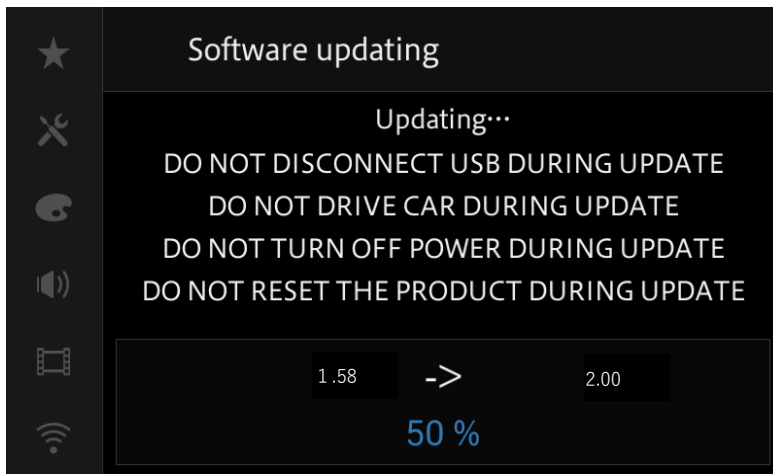 Software updating
Updating···
DO NOT DISCONNECT USB DURING UPDATE
DO NOT DRIVE CAR DURING UPDATE
DO NOT TURN OFF POWER DURING UPDATE
DO NOT RESET THE PRODUCT DURING UPDATE
1.58 -> 2.00
50 %